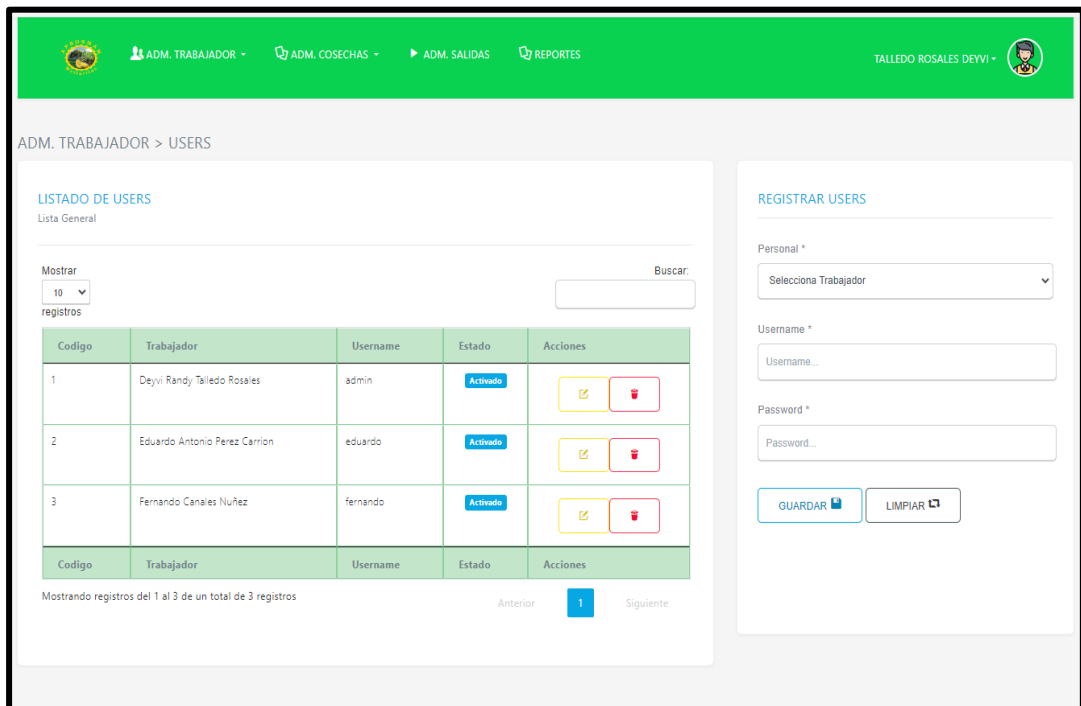 ADM. TRABAJADOR
ADM. COSECHAS
ADM. SALIDAS
REPORTES
TALLEDO ROSALES DEYVI
ADM. TRABAJADOR > USERS
LISTADO DE USERS
Lista General
Mostrar
10
registros
Buscar:
Codigo Trabajador Username Estado Acciones
1 Deyvi Randy Talledo Rosales admin Activado
2 Eduardo Antonio Perez Carrion eduardo Activado
3 Fernando Canales Nuñez fernando Activado
Codigo Trabajador Username Estado Acciones
Mostrando registros del 1 al 3 de un total de 3 registros
Anterior 1 Siguiente
REGISTRAR USERS
Personal *
Selecciona Trabajador
Username *
Username...
Password *
Password...
GUARDAR LIMPIAR